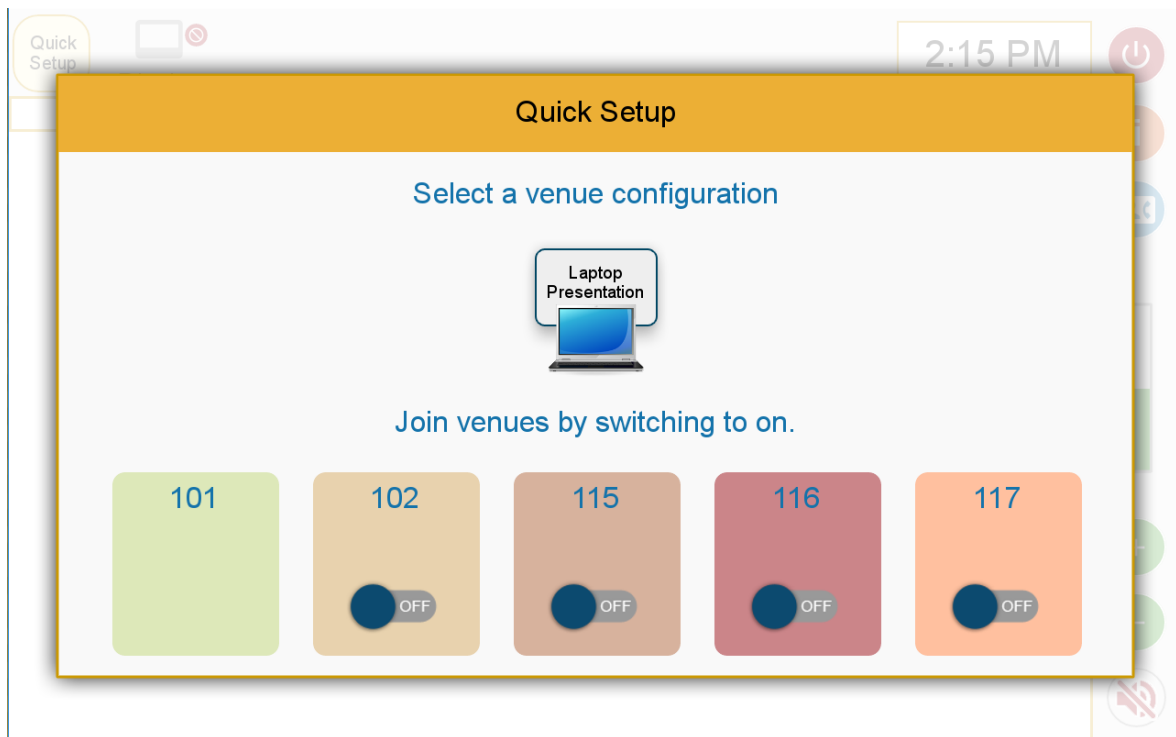 Quick
Setup
2:15 PM
Quick Setup
Select a venue configuration
Laptop
Presentation
Join venues by switching to on.
101
102
115
116
117
OFF
OFF
OFF
OFF